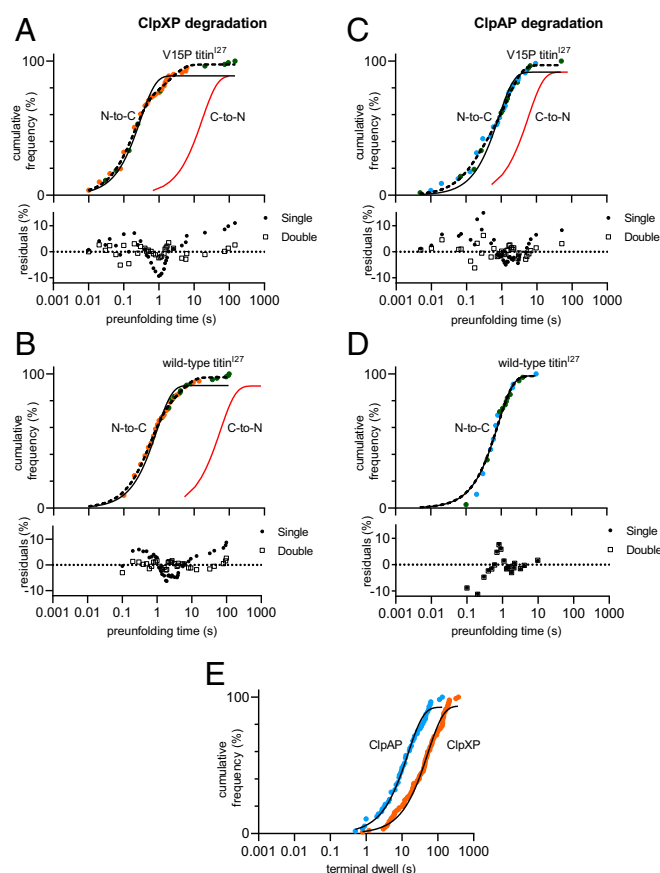 ClpXP degradation
ClpAP degradation
A
V15P titin^I27
cumulative
frequency (%)
100
0
N-to-C
C-to-N
residuals (%)
10
0
-10
Single
Double
0.001 0.01 0.1 1 10 100 1000
preunfolding time (s)
C
V15P titin^I27
cumulative
frequency (%)
100
0
N-to-C
C-to-N
residuals (%)
10
0
-10
Single
Double
0.001 0.01 0.1 1 10 100 1000
preunfolding time (s)
B
wild-type titin^I27
cumulative
frequency (%)
100
0
N-to-C
C-to-N
residuals (%)
10
0
-10
Single
Double
0.001 0.01 0.1 1 10 100 1000
preunfolding time (s)
D
wild-type titin^I27
cumulative
frequency (%)
100
0
N-to-C
residuals (%)
10
0
-10
Single
Double
0.001 0.01 0.1 1 10 100 1000
preunfolding time (s)
E
cumulative
frequency (%)
100
0
ClpAP
ClpXP
0.001 0.01 0.1 1 10 100 1000
terminal dwell (s)